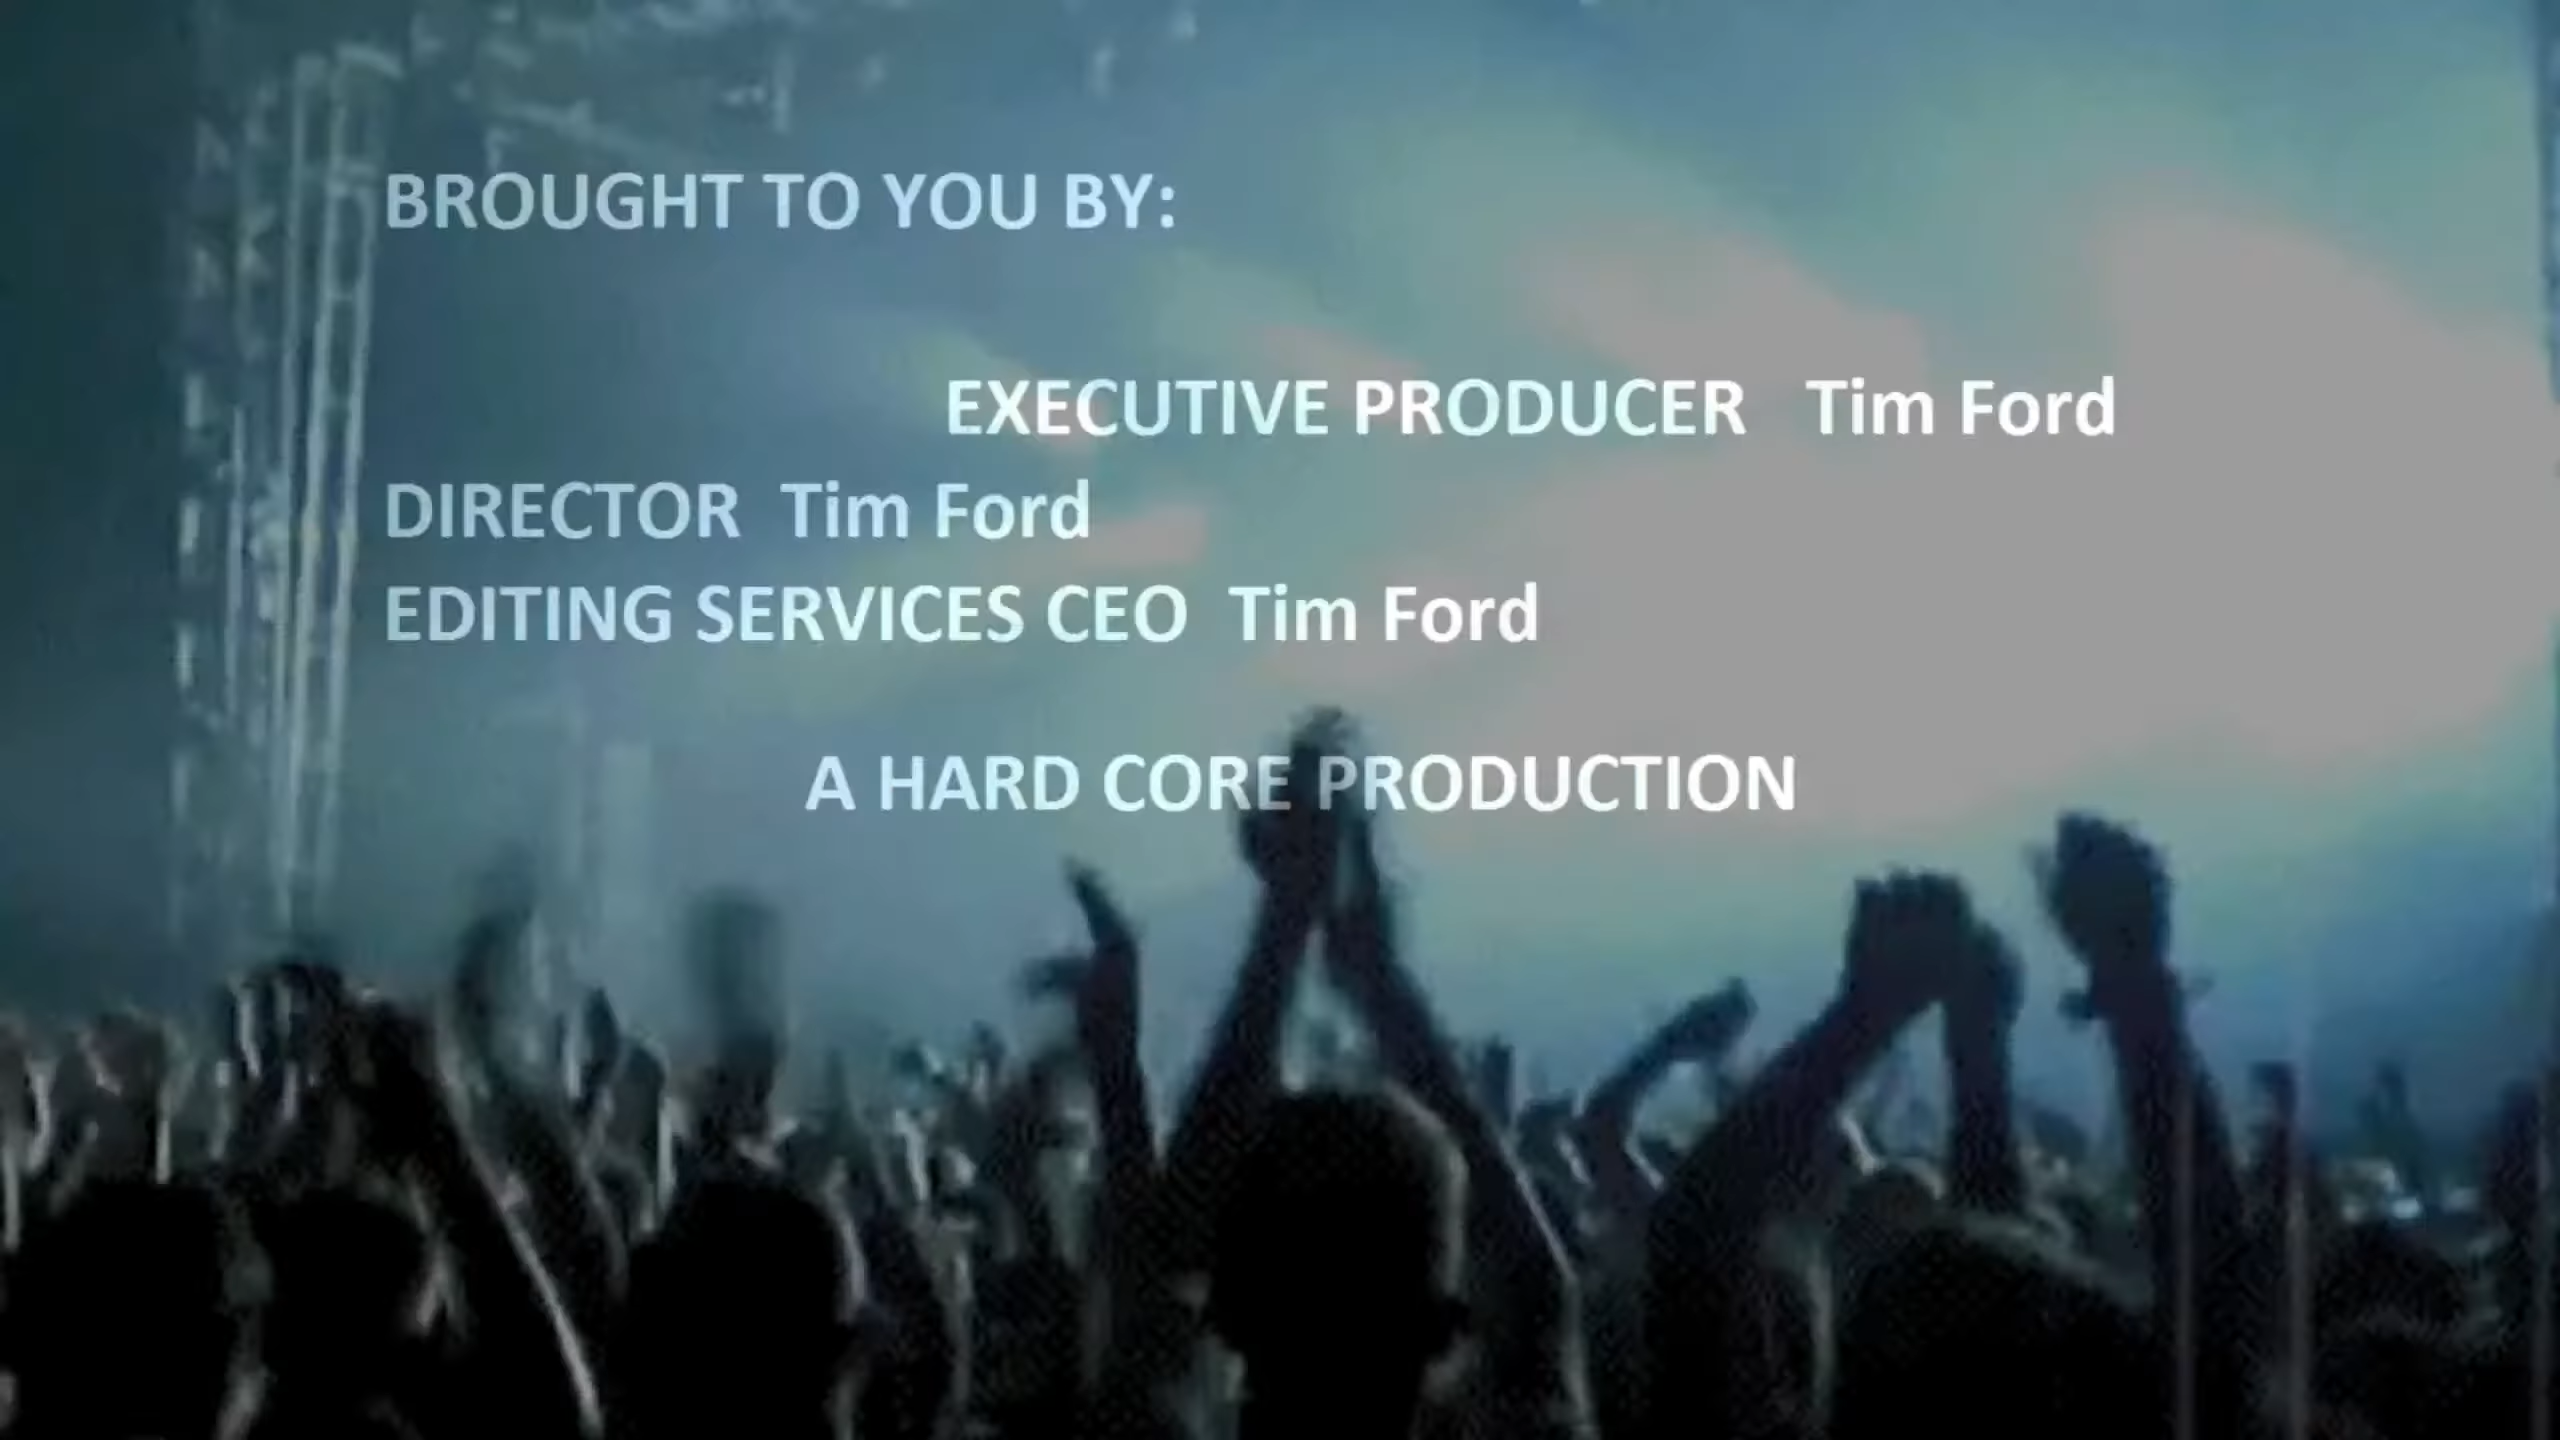 BROUGHT TO YOU BY:
EXECUTIVE PRODUCER Tim Ford
DIRECTOR Tim Ford
EDITING SERVICES CEO Tim Ford
A HARD CORE PRODUCTION